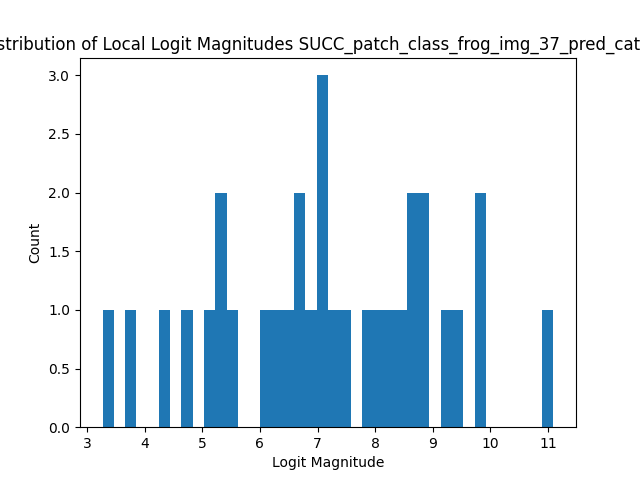 stribution of Local Logit Magnitudes SUCC_patch_class_frog_img_37_pred_cat
3.0
2.5
2.0
1.5
1.0
0.5
0.0
Count
3 4 5 6 7 8 9 10 11
Logit Magnitude